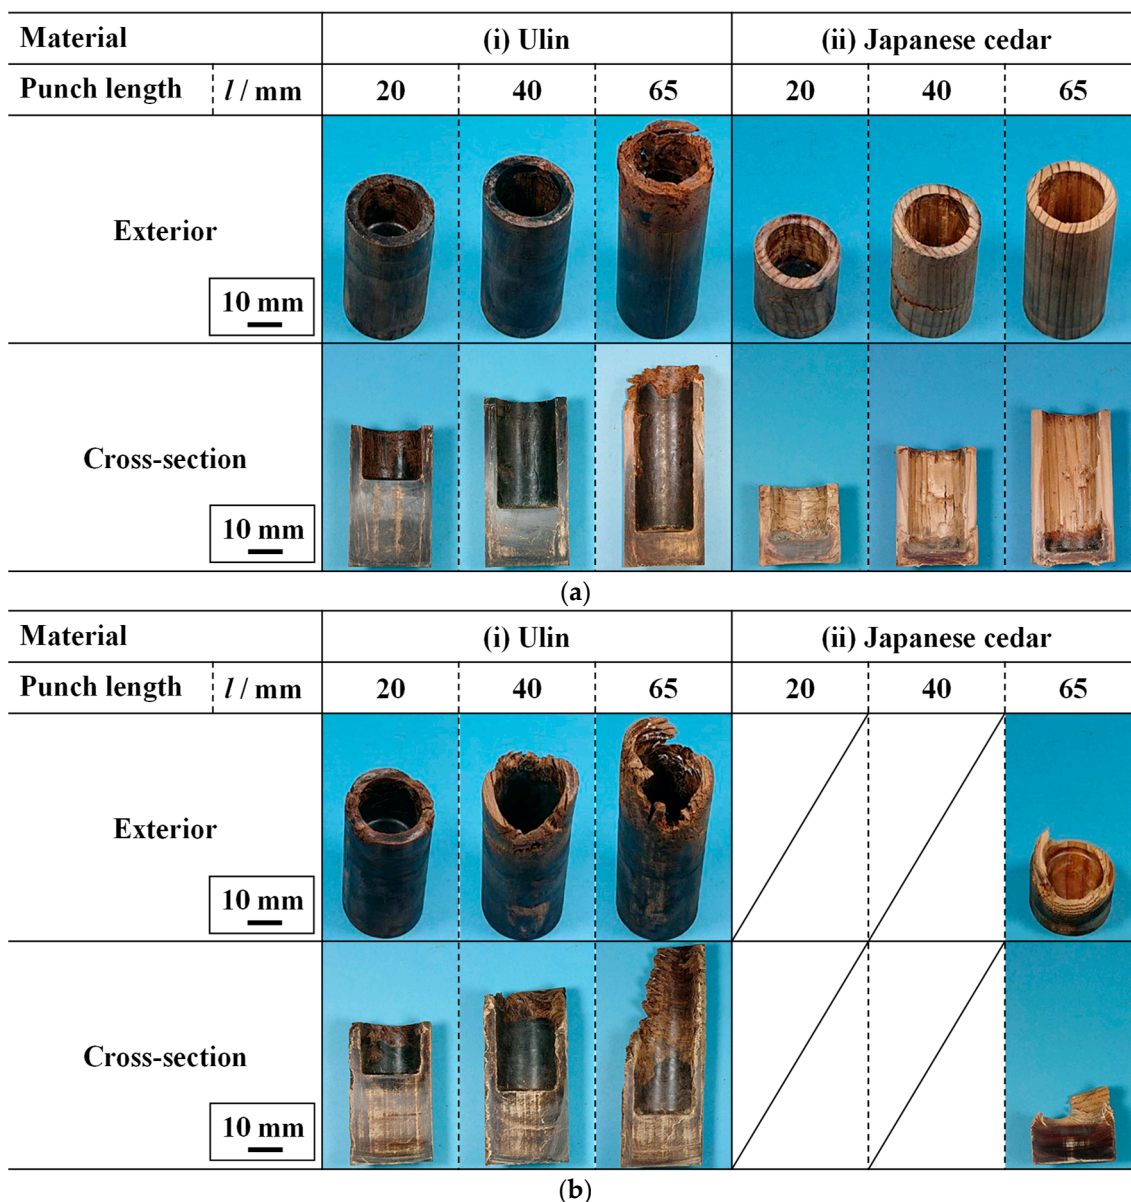 Material (i) Ulin (ii) Japanese cedar
Punch length l / mm 20 40 65 20 40 65
Exterior
10 mm
Cross-section
10 mm
(a)
Material (i) Ulin (ii) Japanese cedar
Punch length l / mm 20 40 65 20 40 65
Exterior
10 mm
Cross-section
10 mm
(b)